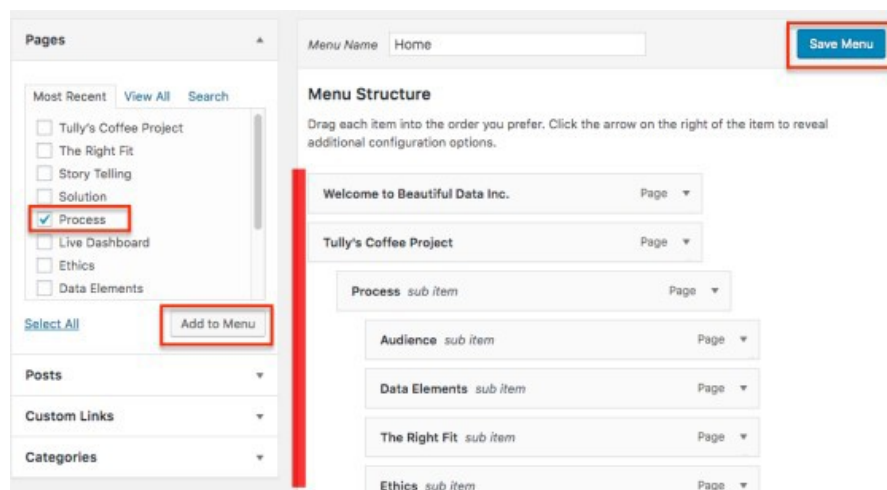 Pages
Most Recent View All Search
Tully's Coffee Project
The Right Fit
Story Telling
Solution
Process
Live Dashboard
Ethics
Data Elements
Select All Add to Menu
Posts
Custom Links
Categories
Menu Name Home Save Menu
Menu Structure
Drag each item into the order you prefer. Click the arrow on the right of the item to reveal
additional configuration options.
Welcome to Beautiful Data Inc. Page
Tully's Coffee Project Page
Process sub item Page
Audience sub item Page
Data Elements sub item Page
The Right Fit sub item Page
Ethics sub item Page